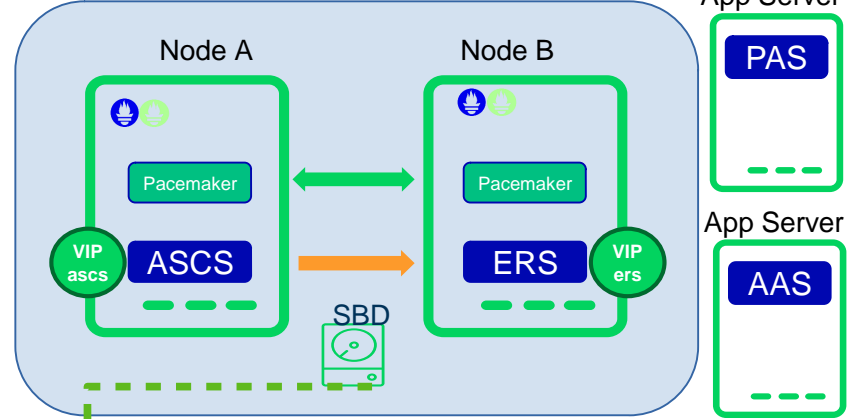 App Server
Node A
Node B
PAS
Pacemaker
Pacemaker
VIP
ascs
ASCS
ERS
VIP
ers
App Server
AAS
SBD